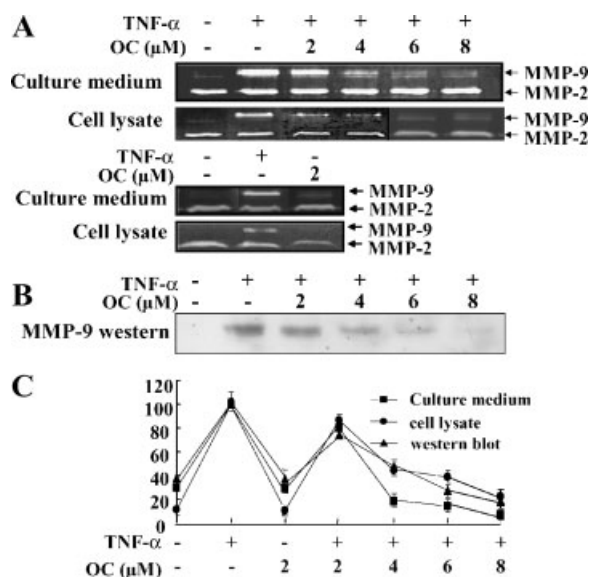 A
TNF-α - + + + + +
OC (μM) - - 2 4 6 8
Culture medium
MMP-9
MMP-2
Cell lysate
MMP-9
MMP-2
TNF-α - + -
OC (μM) - - 2
Culture medium
MMP-9
MMP-2
Cell lysate
MMP-9
MMP-2
B
TNF-α - + + + + +
OC (μM) - - 2 4 6 8
MMP-9 western
C
120
100
80
60
40
20
0
Culture medium
cell lysate
western blot
TNF-α - + - + + + +
OC (μM) - - 2 2 4 6 8